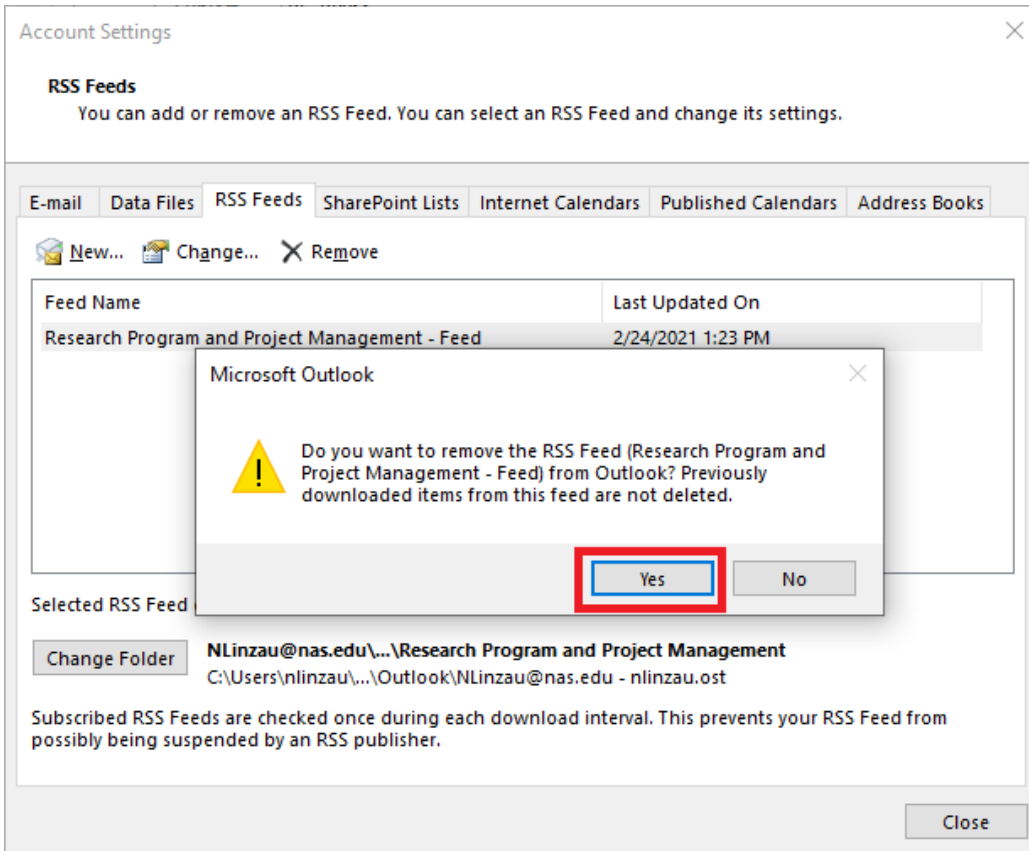 Account Settings
RSS Feeds
You can add or remove an RSS Feed. You can select an RSS Feed and change its settings.
E-mail Data Files RSS Feeds SharePoint Lists Internet Calendars Published Calendars Address Books
New... Change... Remove
Feed Name Last Updated On
Research Program and Project Management - Feed 2/24/2021 1:23 PM
Microsoft Outlook
Do you want to remove the RSS Feed (Research Program and
Project Management - Feed) from Outlook? Previously
downloaded items from this feed are not deleted.
Yes No
Selected RSS Feed
Change Folder NLinzau@nas.edu\...\Research Program and Project Management
C:\Users\nlinzau\...\Outlook\NLinzau@nas.edu - nlinzau.ost
Subscribed RSS Feeds are checked once during each download interval. This prevents your RSS Feed from
possibly being suspended by an RSS publisher.
Close